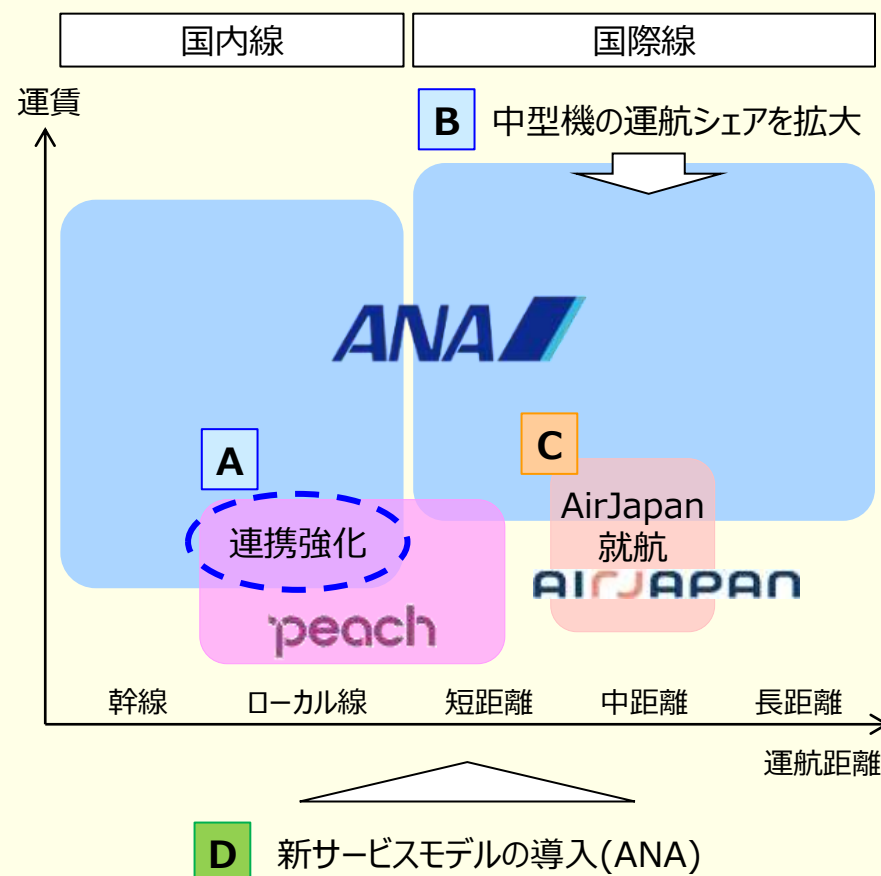 国内線
国際線
運賃
B
中型機の運航シェアを拡大
ANA
A
C
連携強化
AirJapan
就航
AIRJAPAN
peach
幹線
ローカル線
短距離
中距離
長距離
運航距離
D
新サービスモデルの導入(ANA)